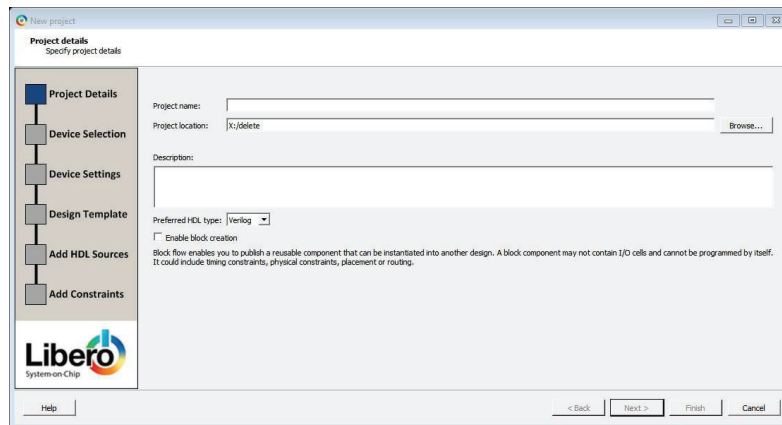 New project
Project details
Specify project details
Project Details
Device Selection
Device Settings
Design Template
Add HDL Sources
Add Constraints
Libero
System-on-Chip
Project name:
Project location: X:/delete Browse...
Description:
Preferred HDL type: Verilog
Enable block creation
Block flow enables you to publish a reusable component that can be instantiated into another design. A block component may not contain I/O cells and cannot be programmed by itself.
It could include timing constraints, physical constraints, placement or routing.
Help < Back Next > Finish Cancel